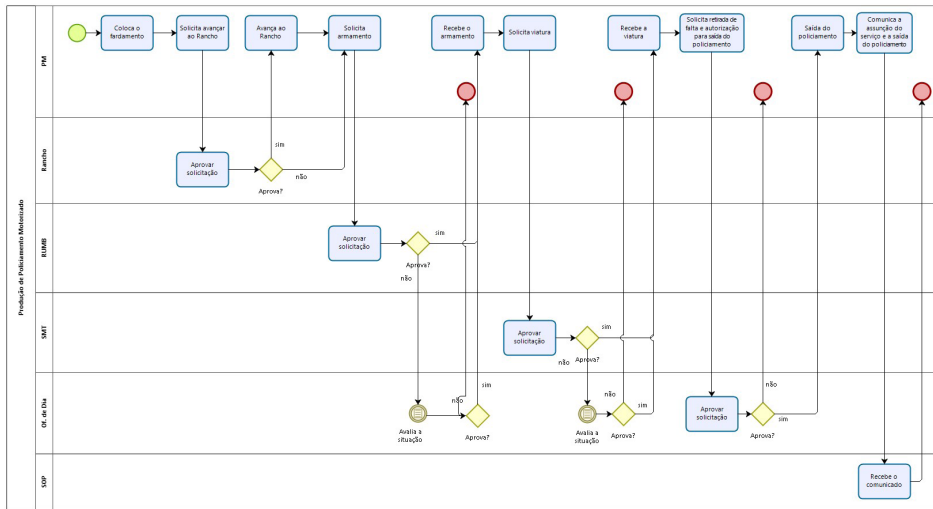 Produção de Policiamento Motorizado
PM
Coloca o
fardamento
Solicita avançar
ao Rancho
Avança ao
Rancho
Solicita
armamento
Recebe o
armamento
Solicita viatura
Recebe a
viatura
Solicita retirada de
falta e autorização
para saída do
policiamento
Saída do
policiamento
Comunica a
assunção do
serviço e a saída
do policiamento
Rancho
Aprovar
solicitação
sim
não
Aprova?
RUMB
Aprovar
solicitação
sim
Aprova?
não
SMT
Aprovar
solicitação
sim
Aprova?
não
Of. de Dia
Avalia a
situação
não
sim
Aprova?
Avalia a
situação
não
sim
Aprova?
Aprovar
solicitação
não
sim
Aprova?
SOP
Recebe o
comunicado